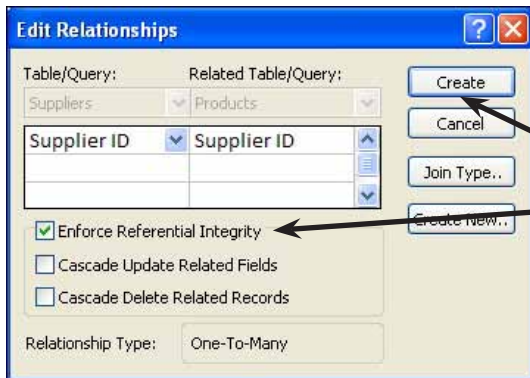 Edit Relationships
Table/Query: Related Table/Query:
Suppliers Products
Supplier ID Supplier ID
Enforce Referential Integrity
Cascade Update Related Fields
Cascade Delete Related Records
Relationship Type: One-To-Many
Create
Cancel
Join Type..
Create New..